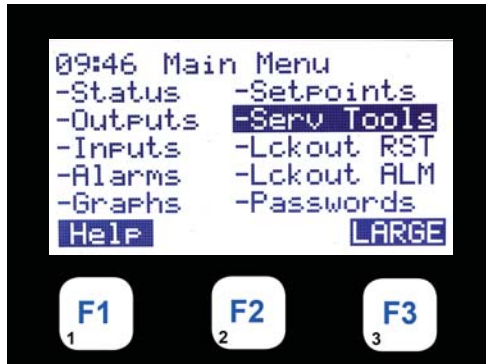 09:46 Main Menu
-Status -Setpoints
-Outputs -Serv Tools
-Inputs -Lckout RST
-Alarms -Lckout ALM
-Graphs -Passwords
Help LARGE
F1 F2 F3
1 2 3